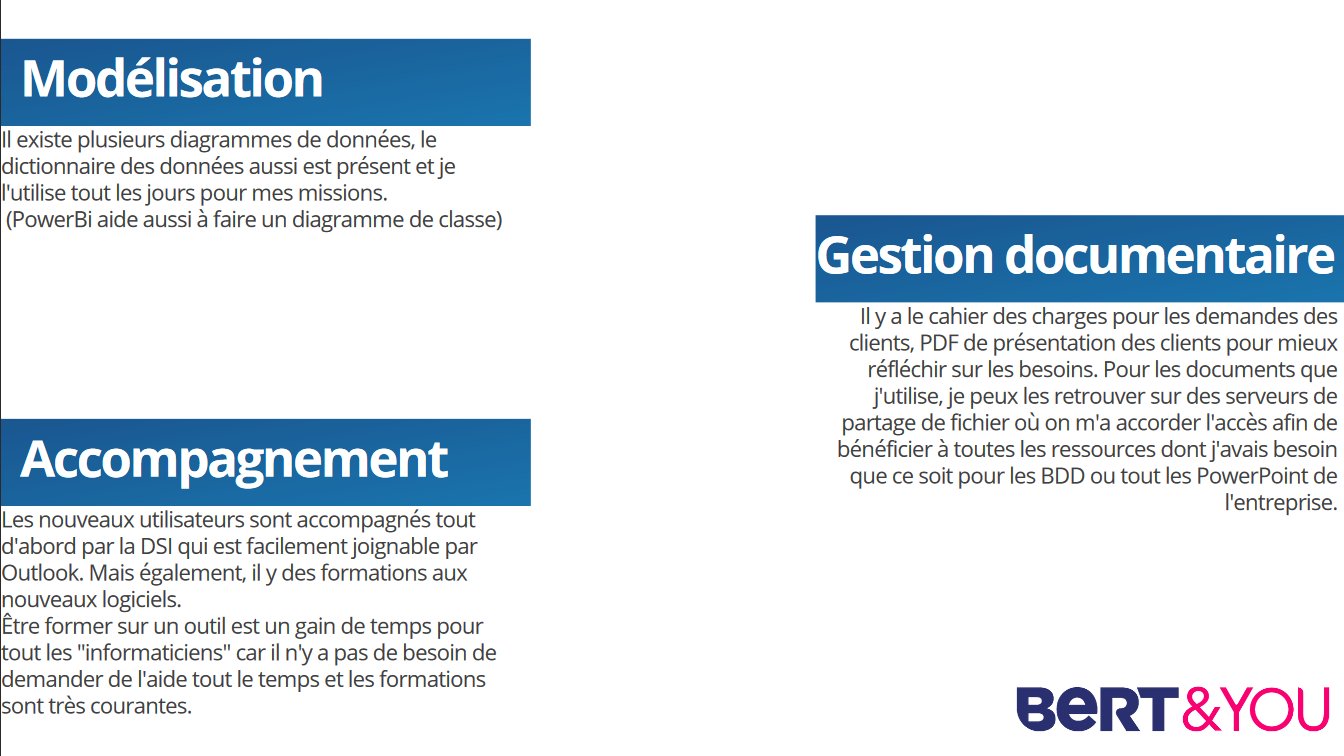 Modélisation
Il existe plusieurs diagrammes de données, le
dictionnaire des données aussi est présent et je
l'utilise tout les jours pour mes missions.
(PowerBi aide aussi à faire un diagramme de classe)
Gestion documentaire
Il y a le cahier des charges pour les demandes des
clients, PDF de présentation des clients pour mieux
réfléchir sur les besoins. Pour les documents que
j'utilise, je peux les retrouver sur des serveurs de
partage de fichier où on m'a accorder l'accès afin de
bénéficier à toutes les ressources dont j'avais besoin
que ce soit pour les BDD ou tout les PowerPoint de
l'entreprise.
Accompagnement
Les nouveaux utilisateurs sont accompagnés tout
d'abord par la DSI qui est facilement joignable par
Outlook. Mais également, il y des formations aux
nouveaux logiciels.
Être former sur un outil est un gain de temps pour
tout les "informaticiens" car il n'y a pas de besoin de
demander de l'aide tout le temps et les formations
sont très courantes.
BeRT&YOU